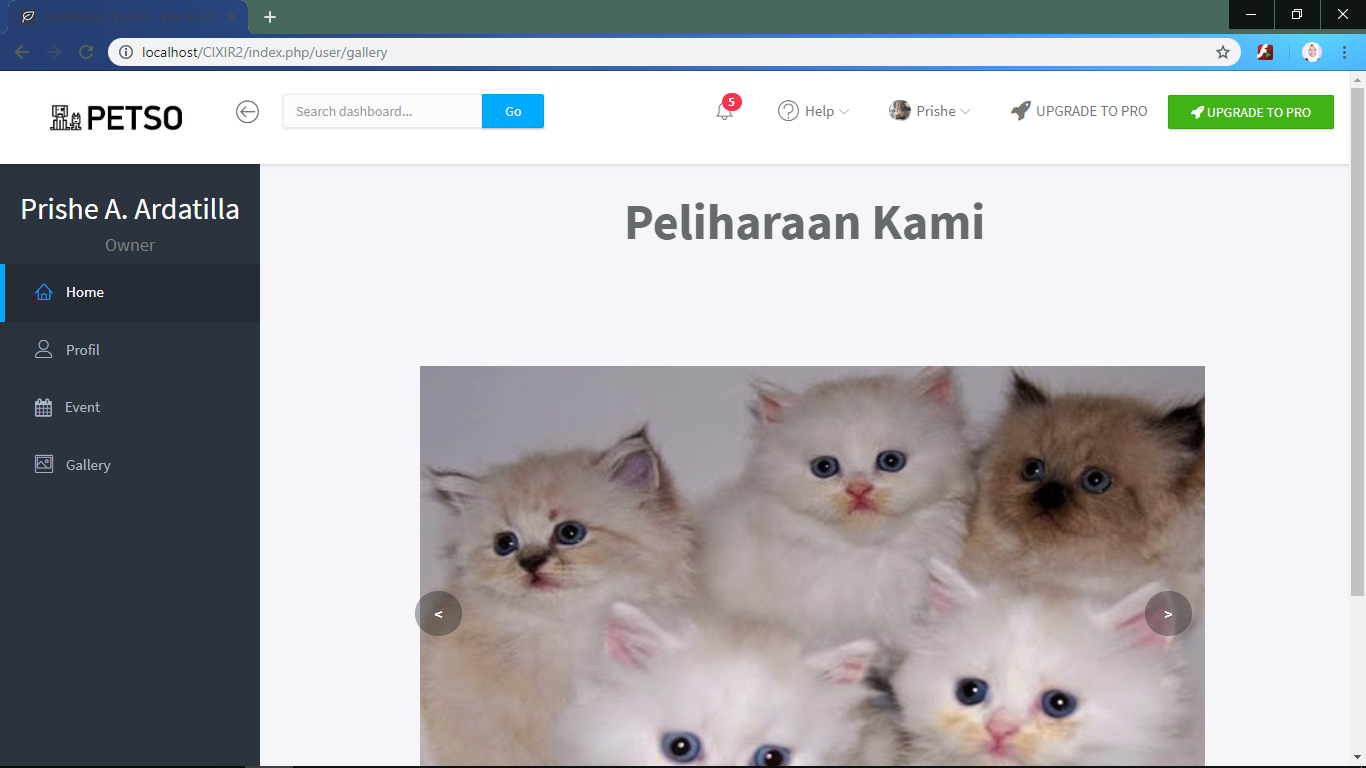 localhost/CIXIR2/index.php/user/gallery
PETSO
Search dashboard...
Go
5
Help
Prishe
UPGRADE TO PRO
UPGRADE TO PRO
Prishe A. Ardatilla
Owner
Home
Profil
Event
Gallery
Peliharaan Kami
<
>